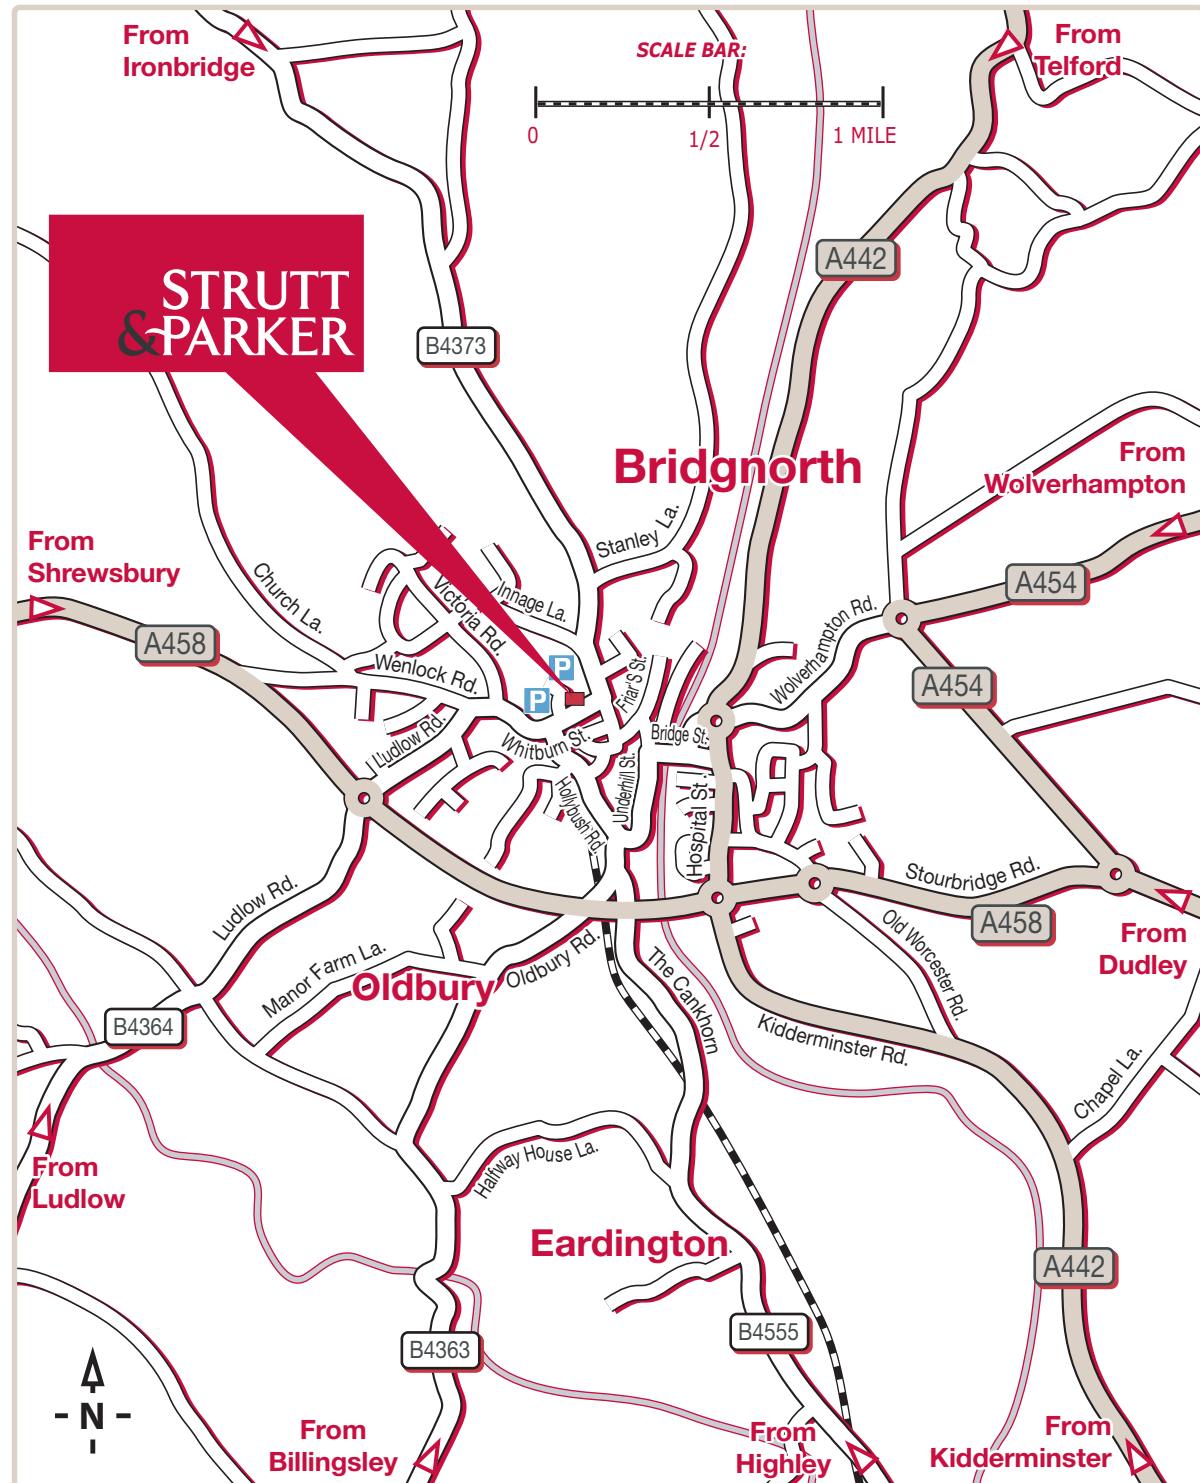 From
Ironbridge
SCALE BAR:
0
1/2
1 MILE
From
Telford
A442
STRUTT
&PARKER
B4373
Bridgnorth
From
Wolverhampton
From
Shrewsbury
A458
Church La.
Victoria Rd.
Innage La.
Stanley La.
Wenlock Rd.
P
P
Friar'S St.
Wolverhampton Rd.
A454
A454
Ludlow Rd.
Whitburn St.
Bridge St.
Underhill St.
Hollybush Rd.
Hospital St.
Stourbridge Rd.
A458
From
Dudley
Ludlow Rd.
Manor Farm La.
Oldbury
Oldbury Rd.
The Cankhorn
Old Worcester Rd.
Kidderminster Rd.
Chapel La.
B4364
From
Ludlow
Halfway House La.
Eardington
A442
B4555
B4363
N
From
Billingsley
From
Highley
From
Kidderminster